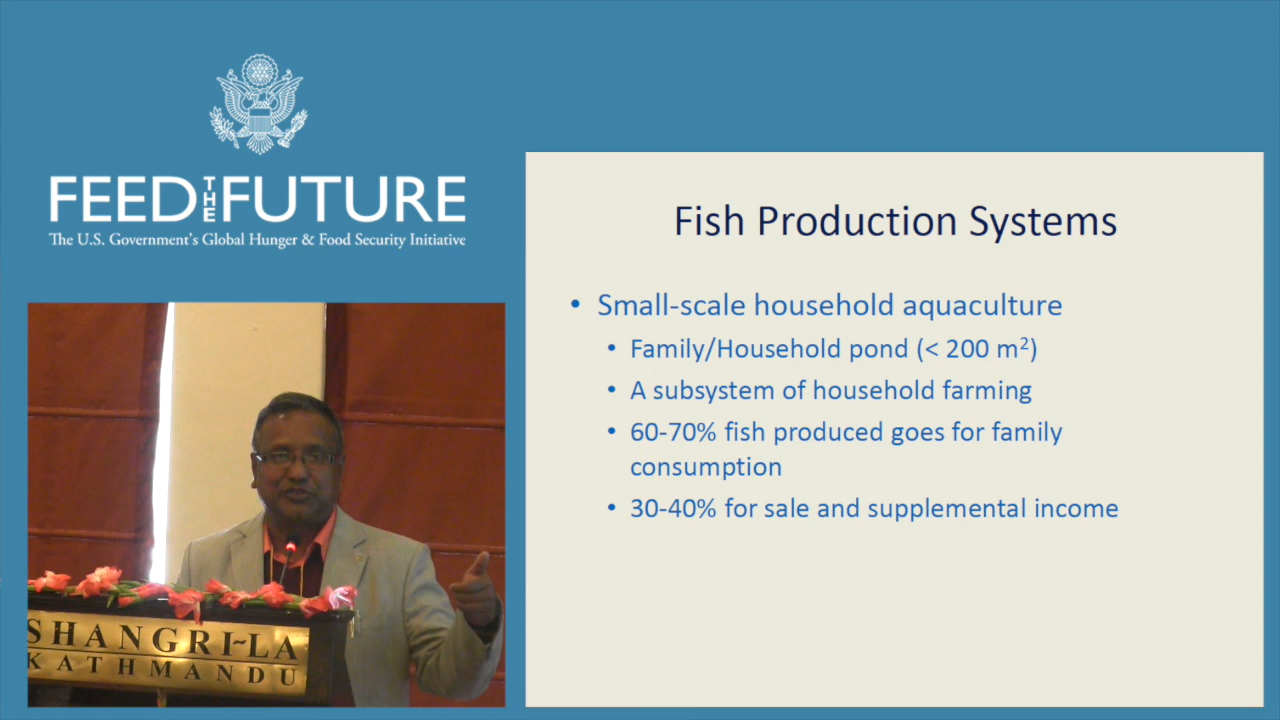 FEED THE FUTURE
The U.S. Government's Global Hunger & Food Security Initiative
SHANGRI~LA
KATHMANDU
Fish Production Systems
• Small-scale household aquaculture
• Family/Household pond (< 200 m²)
• A subsystem of household farming
• 60-70% fish produced goes for family
consumption
• 30-40% for sale and supplemental income